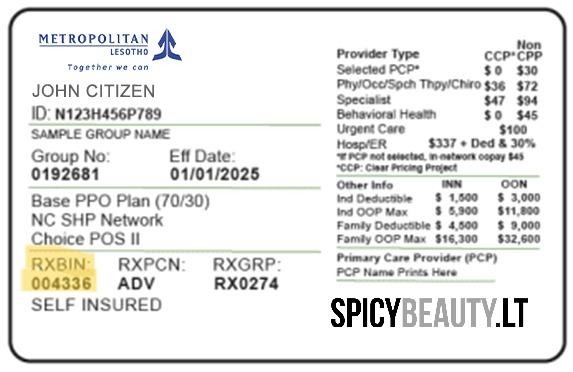 METROPOLITAN
LESOTHO
Together we can
JOHN CITIZEN
ID: N123H456P789
SAMPLE GROUP NAME
Group No: Eff Date:
0192681 01/01/2025
Base PPO Plan (70/30)
NC SHP Network
Choice POS II
RXBIN: RXPCN: RXGRP:
004336 ADV RX0274
SELF INSURED
Non
Provider Type CCP* CPP
Selected PCP* $ 0 $30
Phy/Occ/Spch Thpy/Chiro $36 $72
Specialist $47 $94
Behavioral Health $ 0 $45
Urgent Care $100
Hosp/ER $337 + Ded & 30%
*If PCP not selected, in-network copay $45
*CCP: Clear Pricing Project
Other Info INN OON
Ind Deductible $ 1,500 $ 3,000
Ind OOP Max $ 5,900 $11,800
Family Deductible $ 4,500 $ 9,000
Family OOP Max $16,300 $32,600
Primary Care Provider (PCP)
PCP Name Prints Here
SPICYBEAUTY.LT